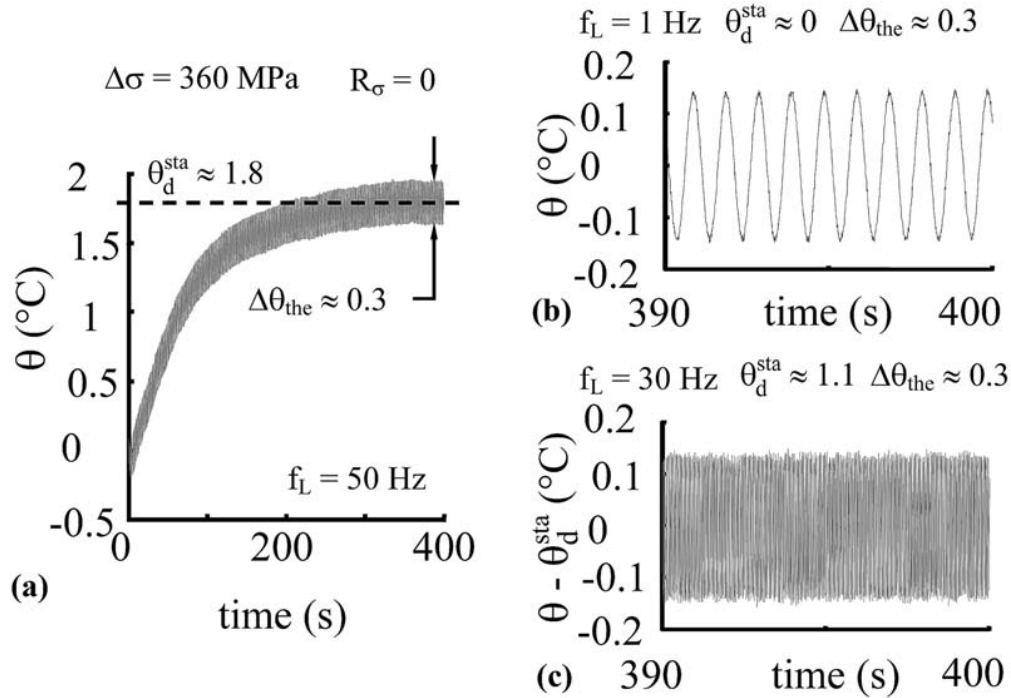 Δσ = 360 MPa R_σ = 0
θ_d^sta ≈ 1.8
Δθ_the ≈ 0.3
f_L = 50 Hz
θ (°C)
2
1.5
1
0.5
0
-0.5
0 200 400
time (s)
(a)
f_L = 1 Hz θ_d^sta ≈ 0 Δθ_the ≈ 0.3
θ (°C)
0.2
0.1
0
-0.1
-0.2
390 time (s) 400
(b)
f_L = 30 Hz θ_d^sta ≈ 1.1 Δθ_the ≈ 0.3
θ - θ_d^sta (°C)
0.2
0.1
0
-0.1
-0.2
390 time (s) 400
(c)